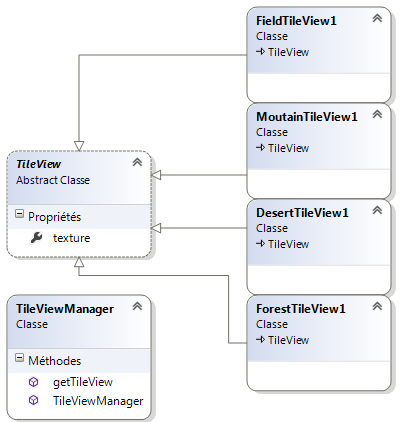 FieldTileView1
Classe
TileView
MoutainTileView1
Classe
TileView
TileView
Abstract Classe
Propriétés
texture
DesertTileView1
Classe
TileView
TileViewManager
Classe
Méthodes
getTileView
TileViewManager
ForestTileView1
Classe
TileView